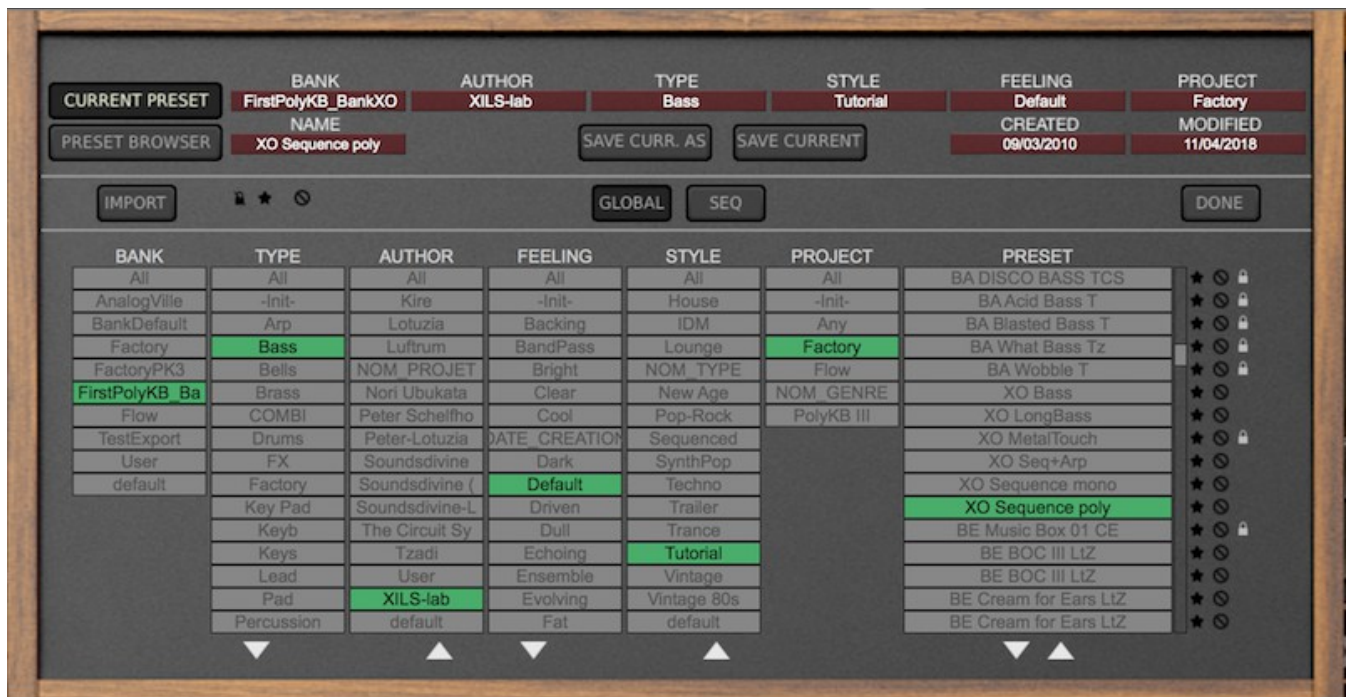 BANK AUTHOR TYPE STYLE FEELING PROJECT
CURRENT PRESET FirstPolyKB_BankXO XILS-lab Bass Tutorial Default Factory
NAME CREATED MODIFIED
PRESET BROWSER XO Sequence poly SAVE CURR. AS SAVE CURRENT 09/03/2010 11/04/2018
IMPORT GLOBAL SEQ DONE
BANK TYPE AUTHOR FEELING STYLE PROJECT PRESET
All All All All All All BA DISCO BASS TCS
AnalogVille -Init- Kire -Init- House -Init- BA Acid Bass T
BankDefault Arp Lotuzia Backing IDM Any BA Blasted Bass T
Factory Bass Luftrum BandPass Lounge Factory BA What Bass Tz
FactoryPK3 Bells NOM_PROJET Bright NOM_TYPE Flow BA Wobble T
FirstPolyKB_Ba Brass Nori Ubukata Clear New Age NOM_GENRE XO Bass
Flow COMBI Peter Schelfho Cool Pop-Rock PolyKB III XO LongBass
TestExport Drums Peter-Lotuzia DATE_CREATION Sequenced XO MetalTouch
User FX Soundsdivine Dark SynthPop XO Seq+Arp
default Factory Soundsdivine ( Default Techno XO Sequence mono
Key Pad Soundsdivine-L Driven Trailer XO Sequence poly
Keyb The Circuit Sy Dull Trance BE Music Box 01 CE
Keys Tzadi Echoing Tutorial BE BOC III LtZ
Lead User Ensemble Vintage BE BOC III LtZ
Pad XILS-lab Evolving Vintage 80s BE Cream for Ears LtZ
Percussion default Fat default BE Cream for Ears LtZ